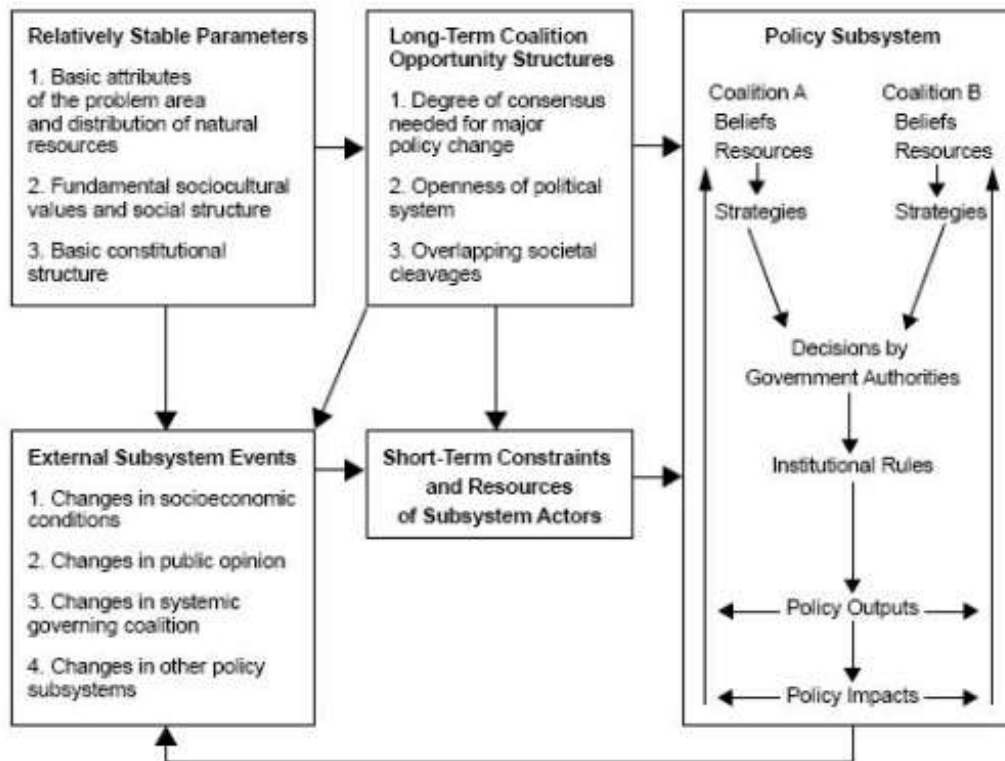 Relatively Stable Parameters
1. Basic attributes
of the problem area
and distribution of natural
resources
2. Fundamental sociocultural
values and social structure
3. Basic constitutional
structure
Long-Term Coalition
Opportunity Structures
1. Degree of consensus
needed for major
policy change
2. Openness of political
system
3. Overlapping societal
cleavages
Policy Subsystem
Coalition A
Beliefs
Resources
Strategies
Coalition B
Beliefs
Resources
Strategies
Decisions by
Government Authorities
Institutional Rules
Policy Outputs
Policy Impacts
External Subsystem Events
1. Changes in socioeconomic
conditions
2. Changes in public opinion
3. Changes in systemic
governing coalition
4. Changes in other policy
subsystems
Short-Term Constraints
and Resources
of Subsystem Actors